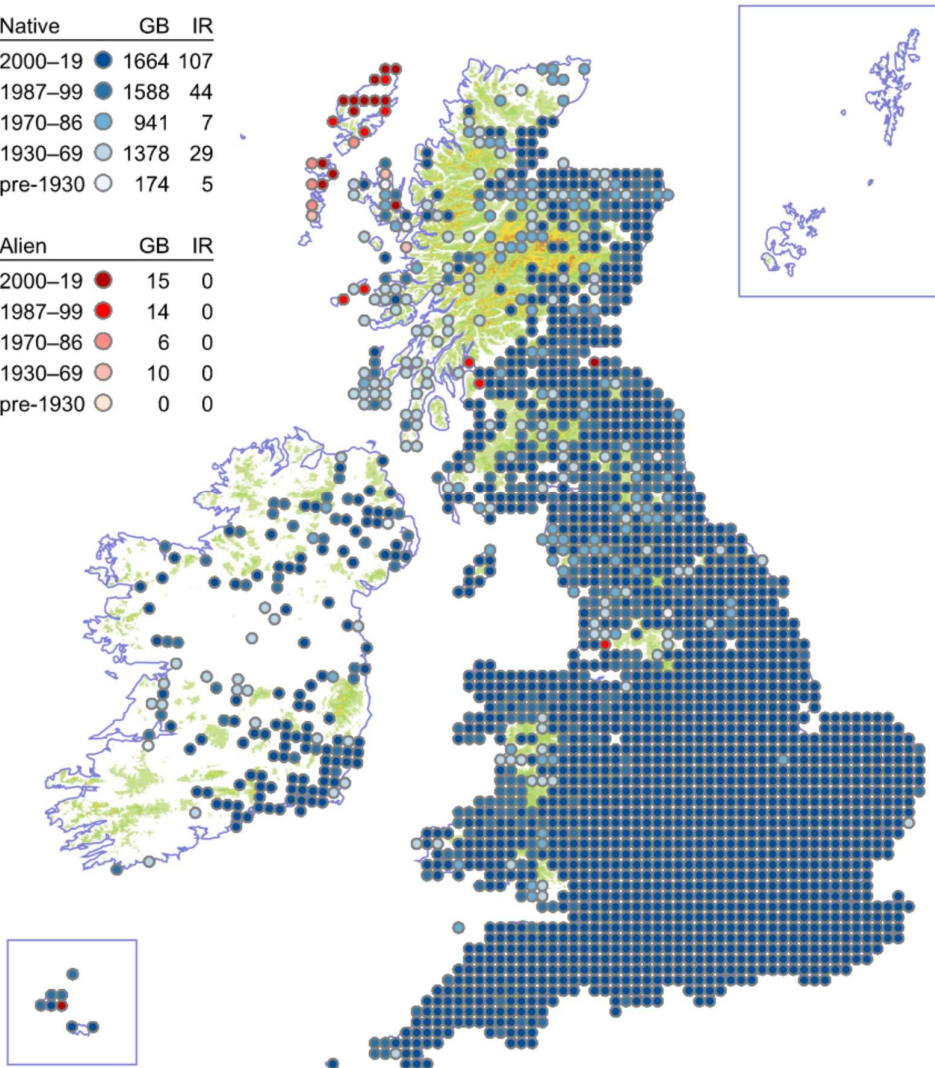 Native GB IR
2000–19 1664 107
1987–99 1588 44
1970–86 941 7
1930–69 1378 29
pre-1930 174 5
Alien GB IR
2000–19 15 0
1987–99 14 0
1970–86 6 0
1930–69 10 0
pre-1930 0 0